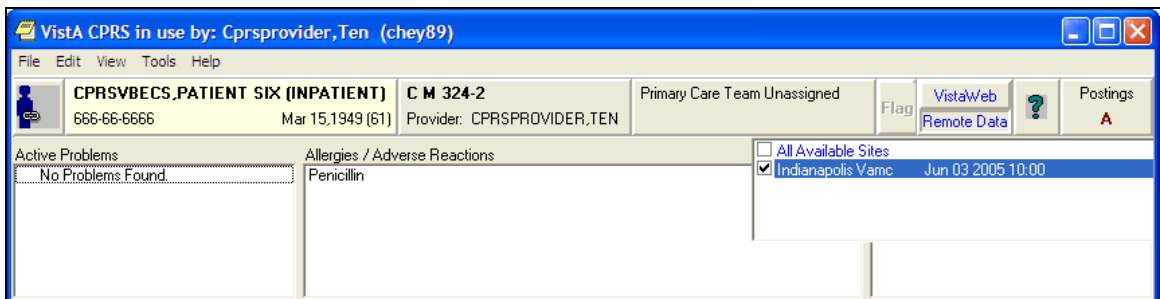 VistA CPRS in use by: Cprsprovider,Ten (chey89)
File Edit View Tools Help
CPRSVBECS,PATIENT SIX (INPATIENT)
666-66-6666 Mar 15,1949 (61)
C M 324-2
Provider: CPRSPROVIDER,TEN
Primary Care Team Unassigned
Flag
VistaWeb
Remote Data
?
Postings
A
Active Problems
No Problems Found.
Allergies / Adverse Reactions
Penicillin
All Available Sites
Indianapolis Vamc Jun 03 2005 10:00